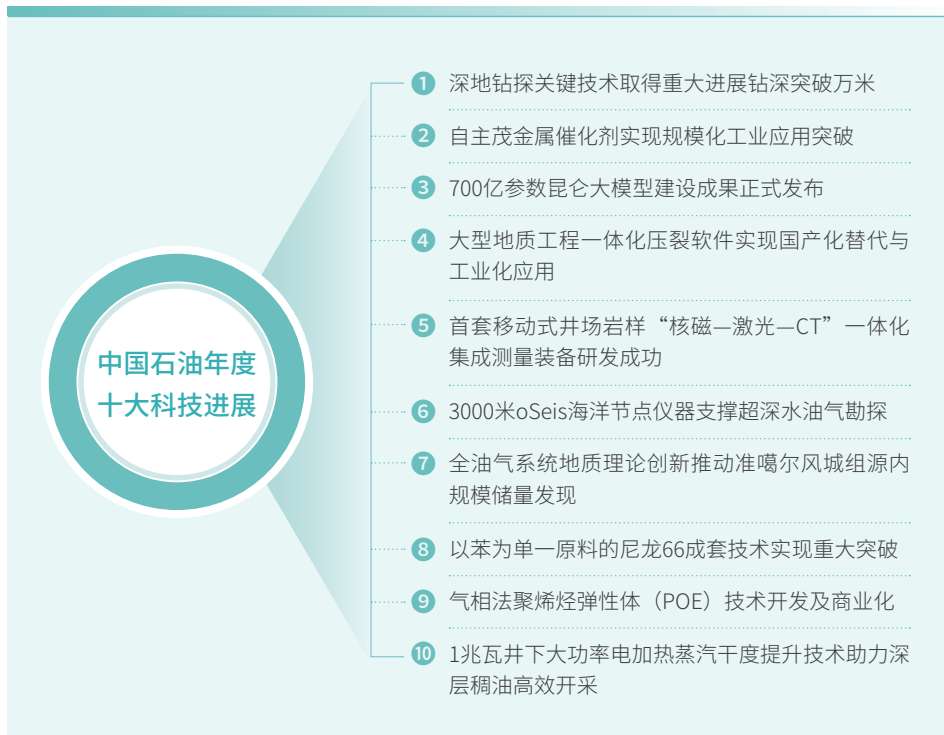 中国石油年度
十大科技进展
1 深地钻探关键技术取得重大进展钻深突破万米
2 自主茂金属催化剂实现规模化工业应用突破
3 700亿参数昆仑大模型建设成果正式发布
4 大型地质工程一体化压裂软件实现国产化替代与
工业化应用
5 首套移动式井场岩样“核磁—激光—CT”一体化
集成测量装备研发成功
6 3000米oSeis海洋节点仪器支撑超深水油气勘探
7 全油气系统地质理论创新推动准噶尔风城组源内
规模储量发现
8 以苯为单一原料的尼龙66成套技术实现重大突破
9 气相法聚烯烃弹性体（POE）技术开发及商业化
10 1兆瓦井下大功率电加热蒸汽干度提升技术助力深
层稠油高效开采